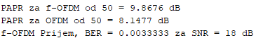 PAPR za f-OFDM od 50 = 9.8676 dB
PAPR za OFDM od 50 = 8.1477 dB
f-OFDM Prijem, BER = 0.0033333 za SNR = 18 dB